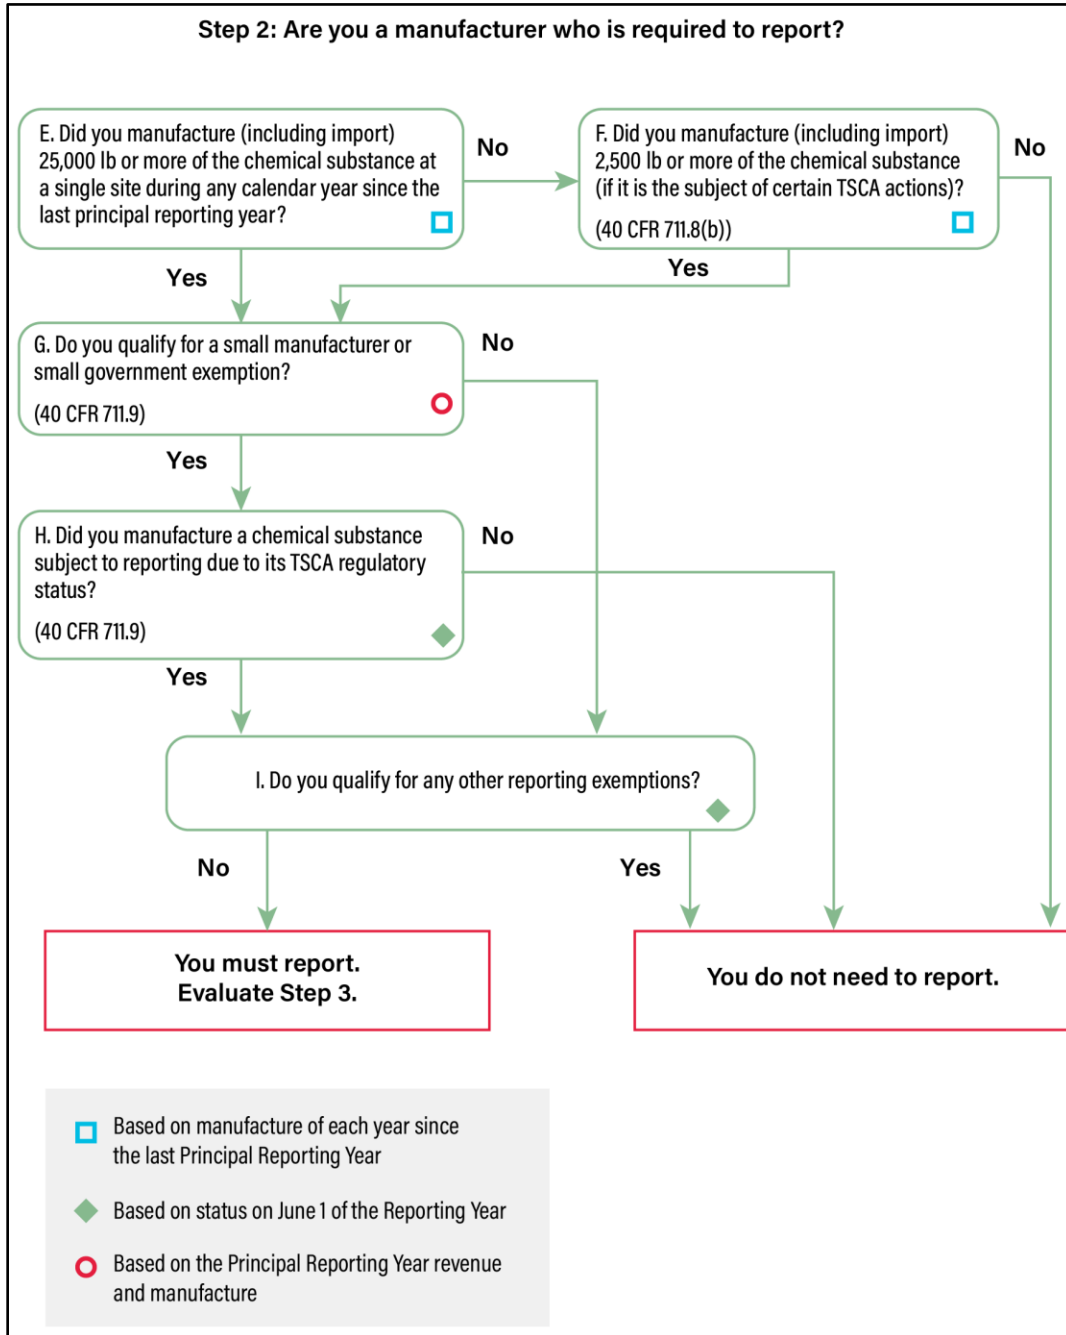 Step 2: Are you a manufacturer who is required to report?
E. Did you manufacture (including import)
25,000 lb or more of the chemical substance at
a single site during any calendar year since the
last principal reporting year?
No
F. Did you manufacture (including import)
2,500 lb or more of the chemical substance
(if it is the subject of certain TSCA actions)?
(40 CFR 711.8(b))
No
Yes
Yes
G. Do you qualify for a small manufacturer or
small government exemption?
(40 CFR 711.9)
No
Yes
H. Did you manufacture a chemical substance
subject to reporting due to its TSCA regulatory
status?
(40 CFR 711.9)
No
Yes
I. Do you qualify for any other reporting exemptions?
No
Yes
You must report.
Evaluate Step 3.
You do not need to report.
Based on manufacture of each year since
the last Principal Reporting Year
Based on status on June 1 of the Reporting Year
Based on the Principal Reporting Year revenue
and manufacture